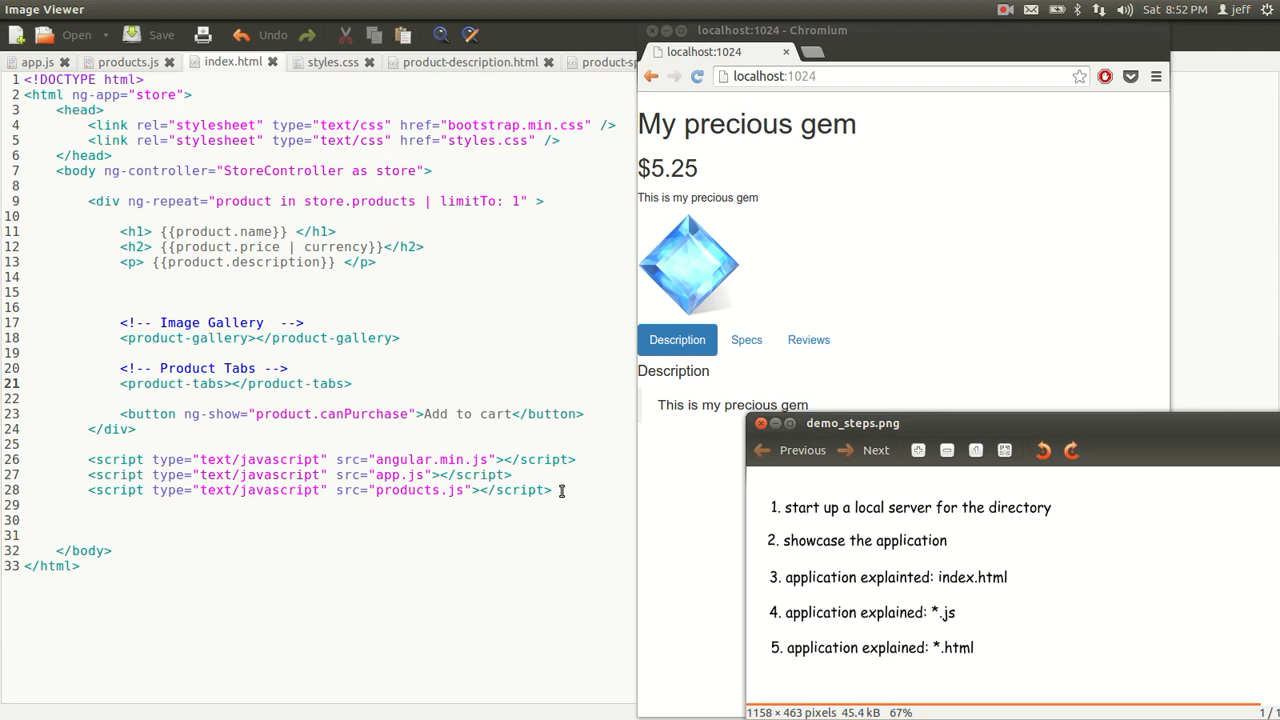 Image Viewer
Sat 8:52 PM
jeff
Open
Save
Undo
app.js
products.js
index.html
styles.css
product-description.html
product-sp
1 <!DOCTYPE html>
2 <html ng-app="store">
3 <head>
4 <link rel="stylesheet" type="text/css" href="bootstrap.min.css" />
5 <link rel="stylesheet" type="text/css" href="styles.css" />
6 </head>
7 <body ng-controller="StoreController as store">
8
9 <div ng-repeat="product in store.products | limitTo: 1" >
10
11 <h1> {{product.name}} </h1>
12 <h2> {{product.price | currency}}</h2>
13 <p> {{product.description}} </p>
14
15
16
17 <!-- Image Gallery -->
18 <product-gallery></product-gallery>
19
20 <!-- Product Tabs -->
21 <product-tabs></product-tabs>
22
23 <button ng-show="product.canPurchase">Add to cart</button>
24 </div>
25
26 <script type="text/javascript" src="angular.min.js"></script>
27 <script type="text/javascript" src="app.js"></script>
28 <script type="text/javascript" src="products.js"></script>
29
30
31
32 </body>
33 </html>
localhost:1024 - Chromium
localhost:1024
localhost:1024
My precious gem
$5.25
This is my precious gem
Description
Specs
Reviews
Description
This is my precious gem
demo_steps.png
Previous
Next
1. start up a local server for the directory
2. showcase the application
3. application explainted: index.html
4. application explained: *.js
5. application explained: *.html
1158 × 463 pixels 45.4 kB 67%
1 / 1